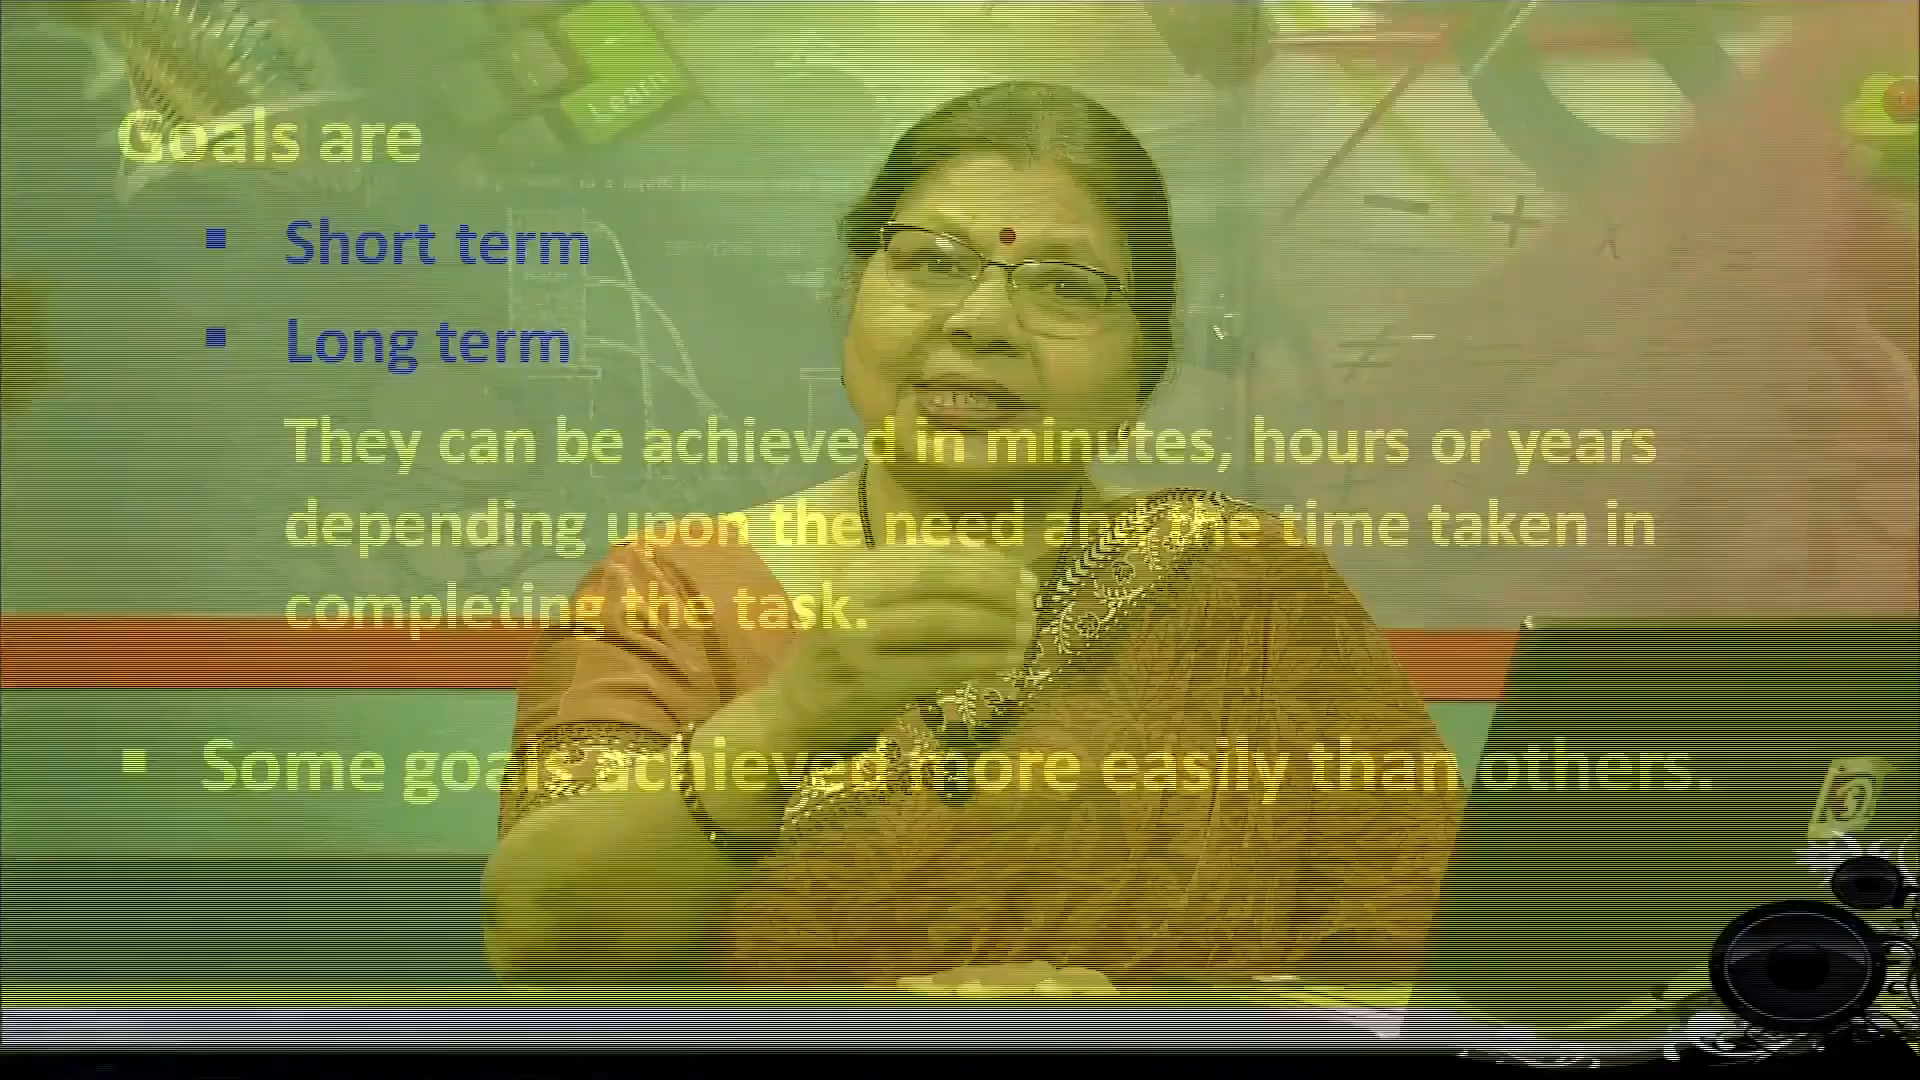 Learn
Goals are
▪ Short term
▪ Long term
They can be achieved in minutes, hours or years
depending upon the need and the time taken in
completing the task.
▪ Some goals achieved more easily than others.